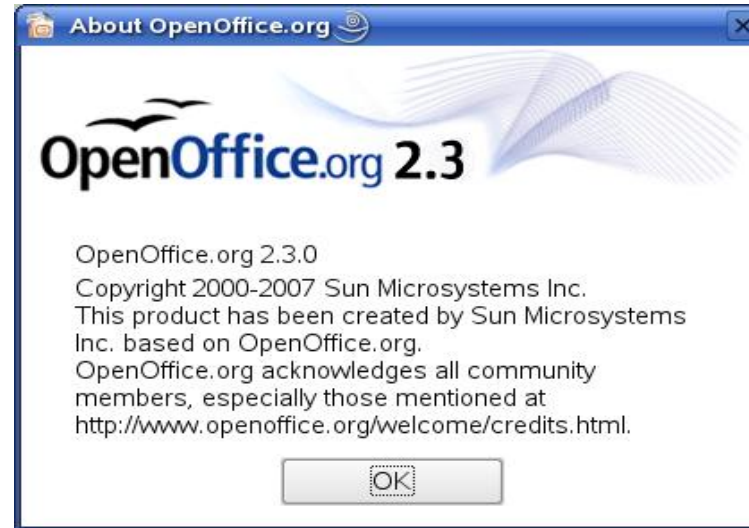 About OpenOffice.org
OpenOffice.org 2.3
OpenOffice.org 2.3.0
Copyright 2000-2007 Sun Microsystems Inc.
This product has been created by Sun Microsystems
Inc. based on OpenOffice.org.
OpenOffice.org acknowledges all community
members, especially those mentioned at
http://www.openoffice.org/welcome/credits.html.
OK